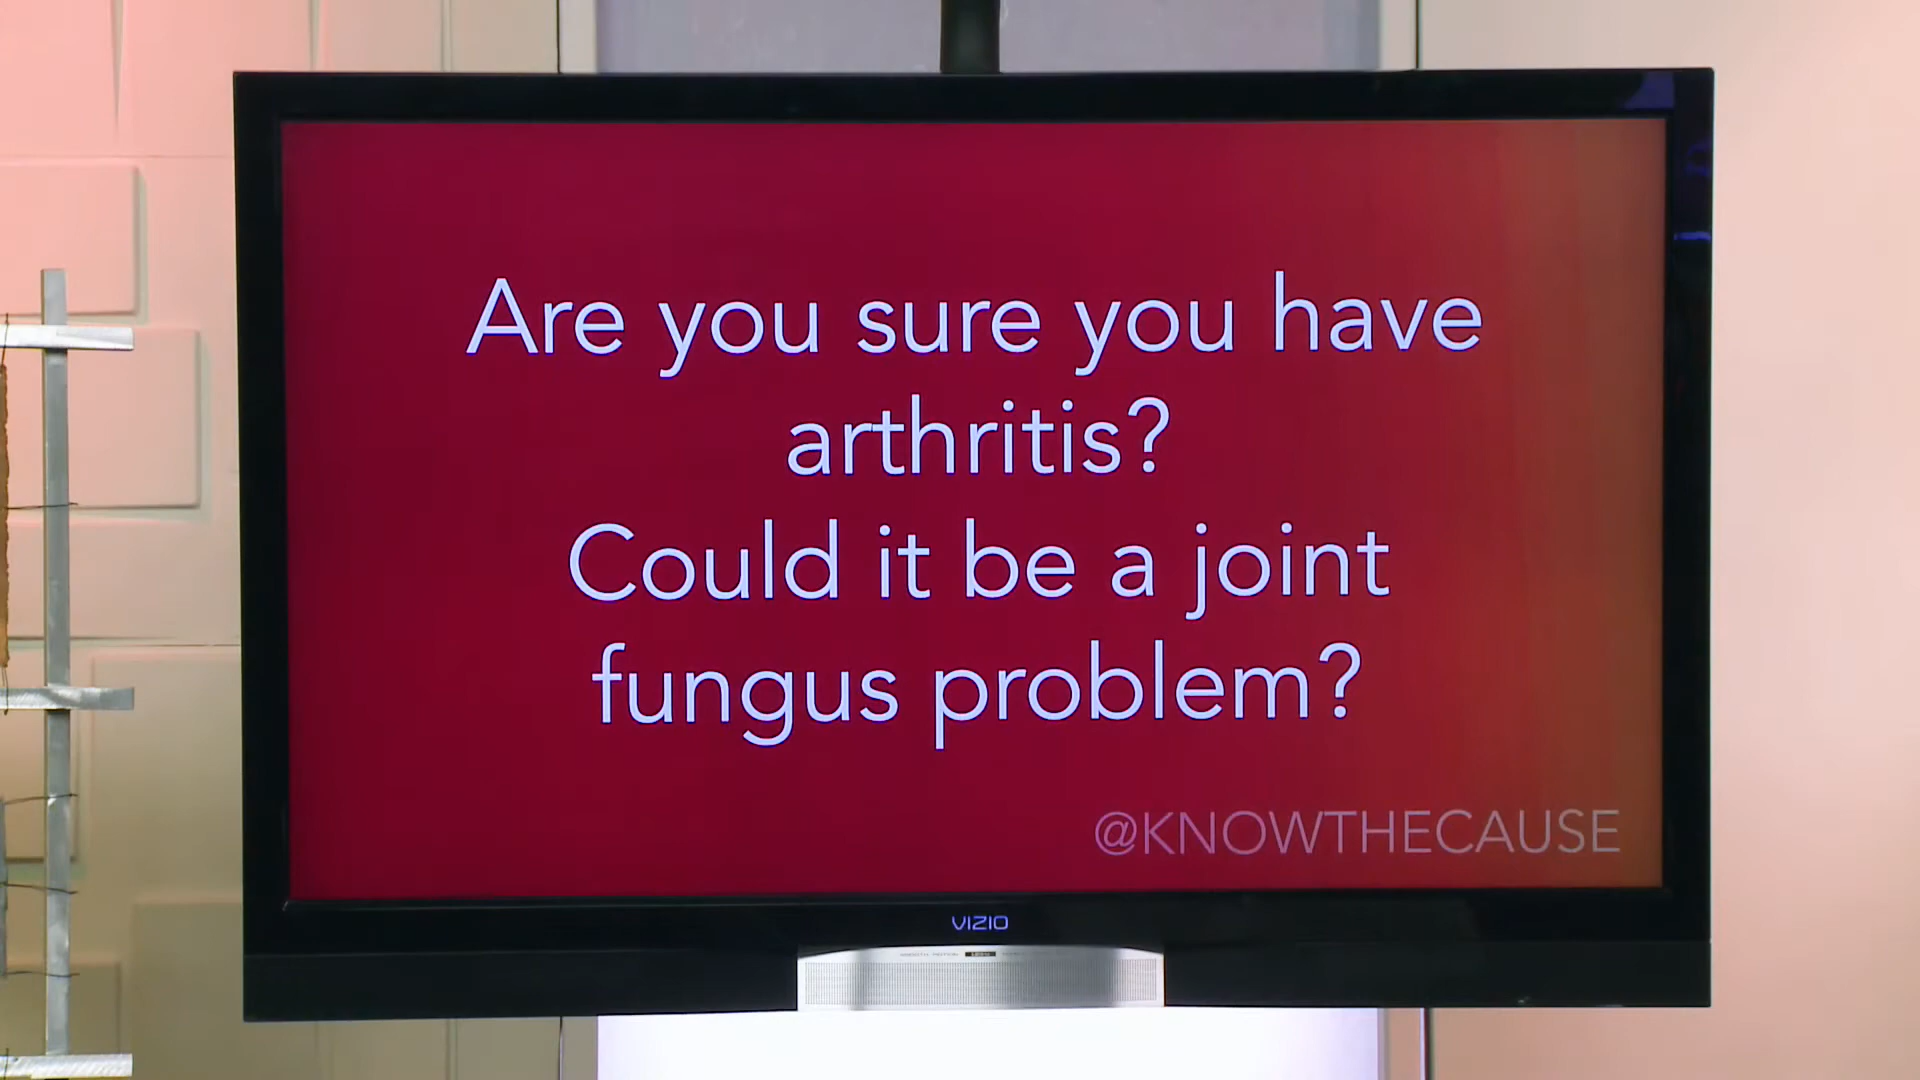 Are you sure you have
arthritis?
Could it be a joint
fungus problem?
@KNOWTHECAUSE
VIZIO